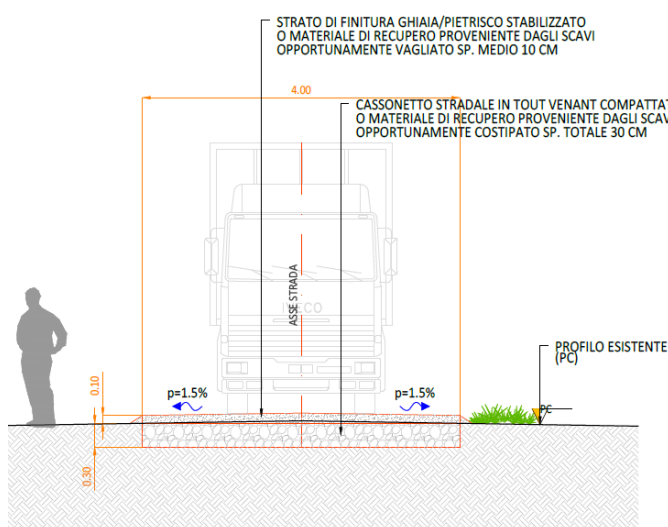 STRATO DI FINITURA GHIAIA/PIETRISCO STABILIZZATO
O MATERIALE DI RECUPERO PROVENIENTE DAGLI SCAVI
OPPORTUNAMENTE VAGLIATO SP. MEDIO 10 CM
4.00
CASSONETTO STRADALE IN TOUT VENANT COMPATTAT
O MATERIALE DI RECUPERO PROVENIENTE DAGLI SCAV
OPPORTUNAMENTE COSTIPATO SP. TOTALE 30 CM
ASSE STRADA
IVECO
PROFILO ESISTENTE
(PC)
p=1.5%
p=1.5%
0.10
PC
0.30